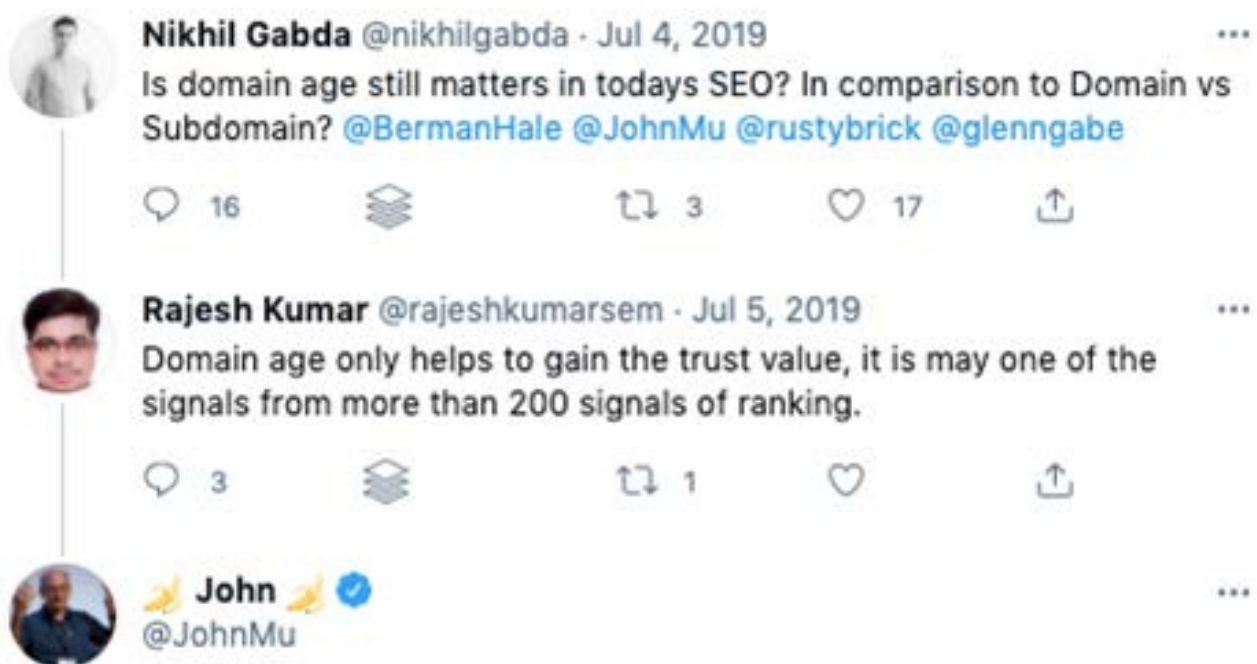 Nikhil Gabda @nikhilgabda · Jul 4, 2019
Is domain age still matters in todays SEO? In comparison to Domain vs
Subdomain? @BermanHale @JohnMu @rustybrick @glenngabe
16 3 17
Rajesh Kumar @rajeshkumarsem · Jul 5, 2019
Domain age only helps to gain the trust value, it is may one of the
signals from more than 200 signals of ranking.
3 1
🍌 John 🍌
@JohnMu